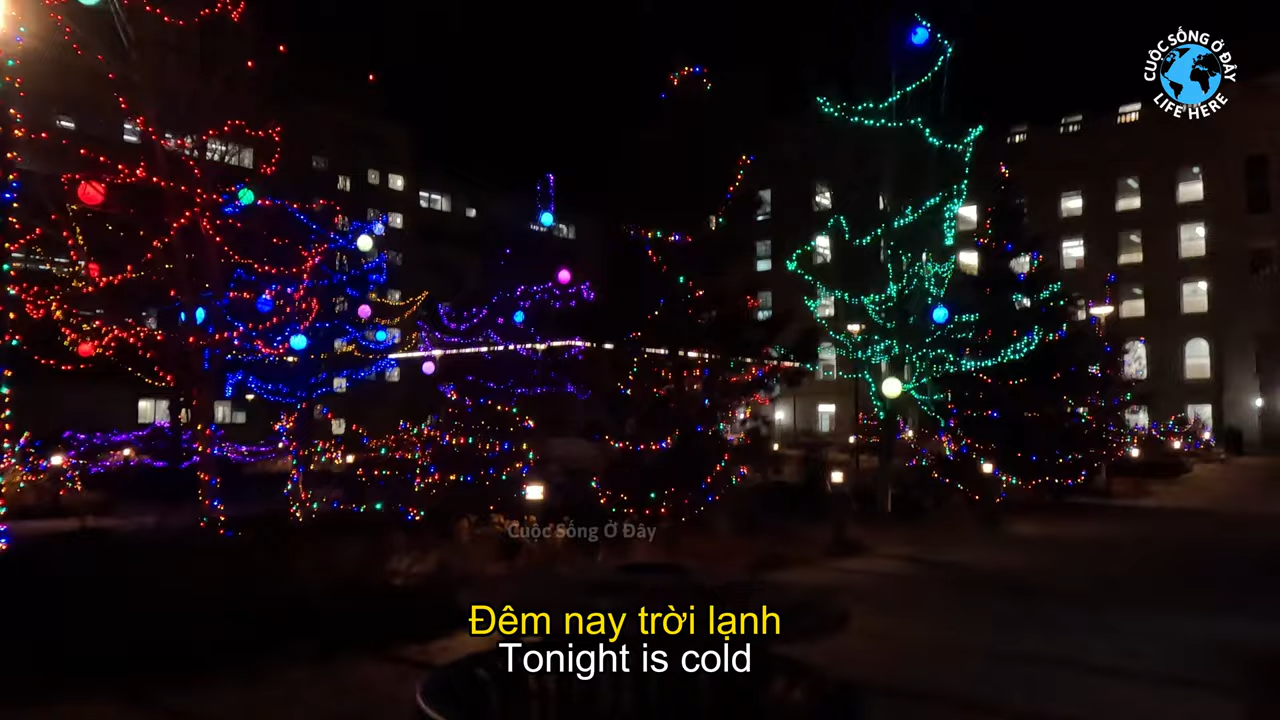 CUỘC SỐNG Ở ĐÂY
LIFE HERE
Cuộc Sống Ở Đây
Đêm nay trời lạnh
Tonight is cold